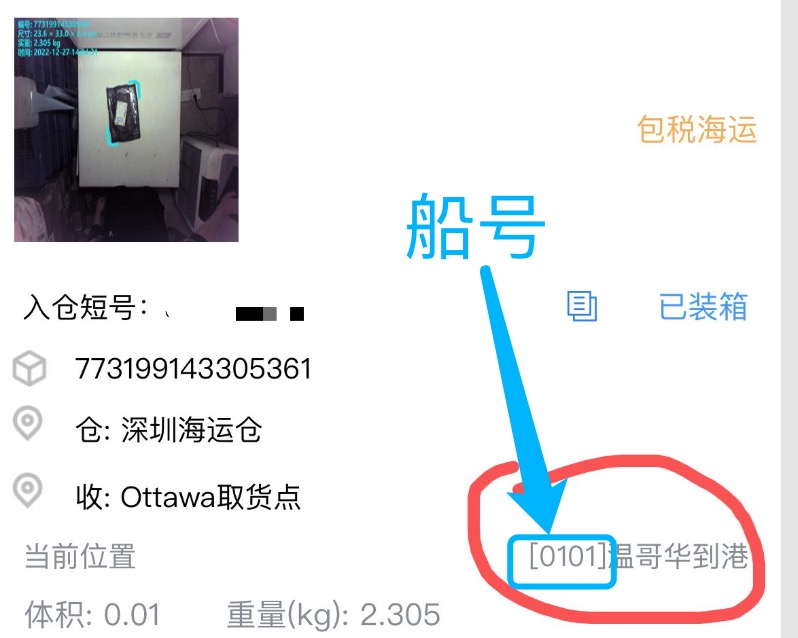 编号: 773199143305361
尺寸: 23.6 × 33.0 ×
实重: 2.305 kg
时间: 2022-12-27
包税海运
船号
入仓短号:
已装箱
773199143305361
仓: 深圳海运仓
收: Ottawa取货点
当前位置
[0101]温哥华到港
体积: 0.01 重量(kg): 2.305